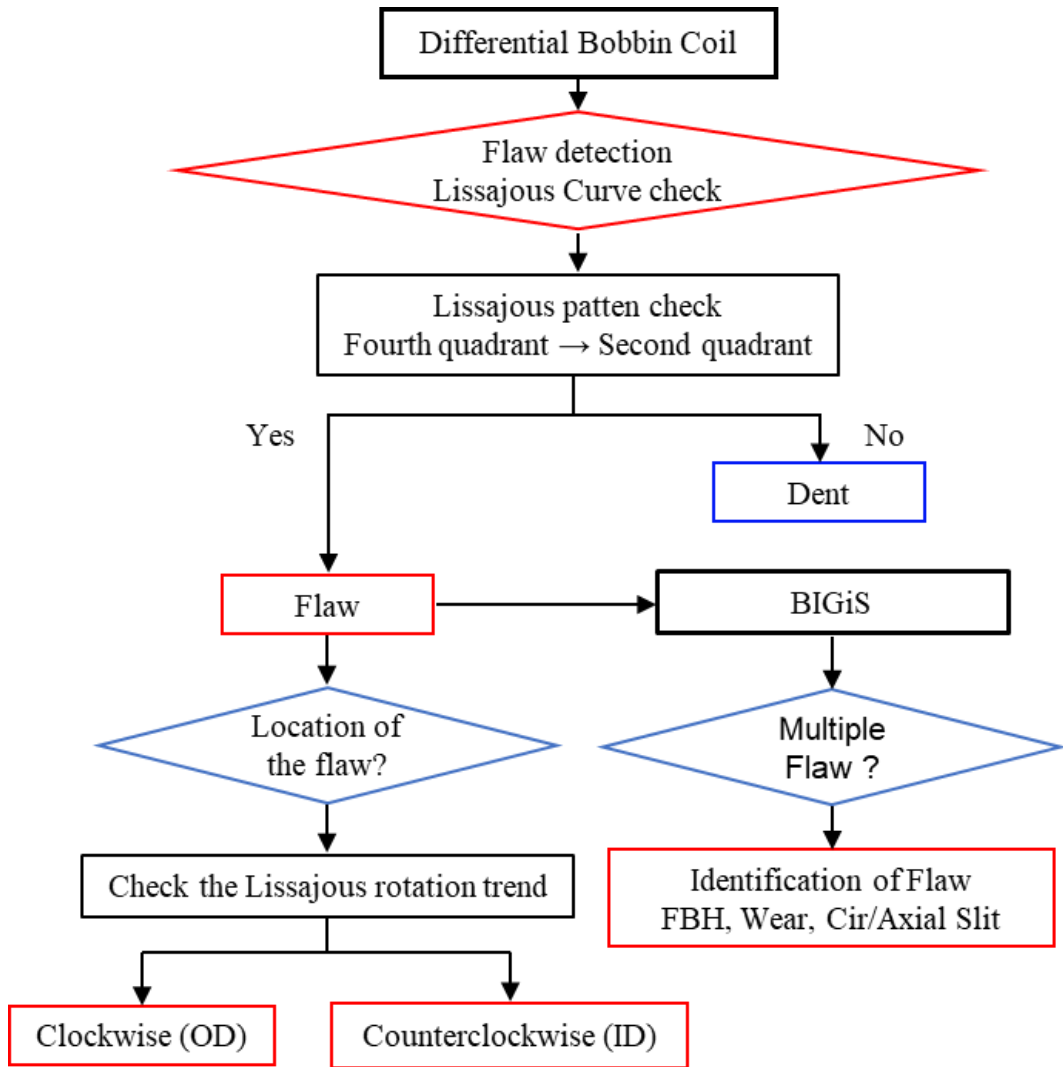 Differential Bobbin Coil
Flaw detection
Lissajous Curve check
Lissajous patten check
Fourth quadrant → Second quadrant
Yes
No
Dent
Flaw
BIGiS
Location of
the flaw?
Multiple
Flaw ?
Check the Lissajous rotation trend
Identification of Flaw
FBH, Wear, Cir/Axial Slit
Clockwise (OD)
Counterclockwise (ID)